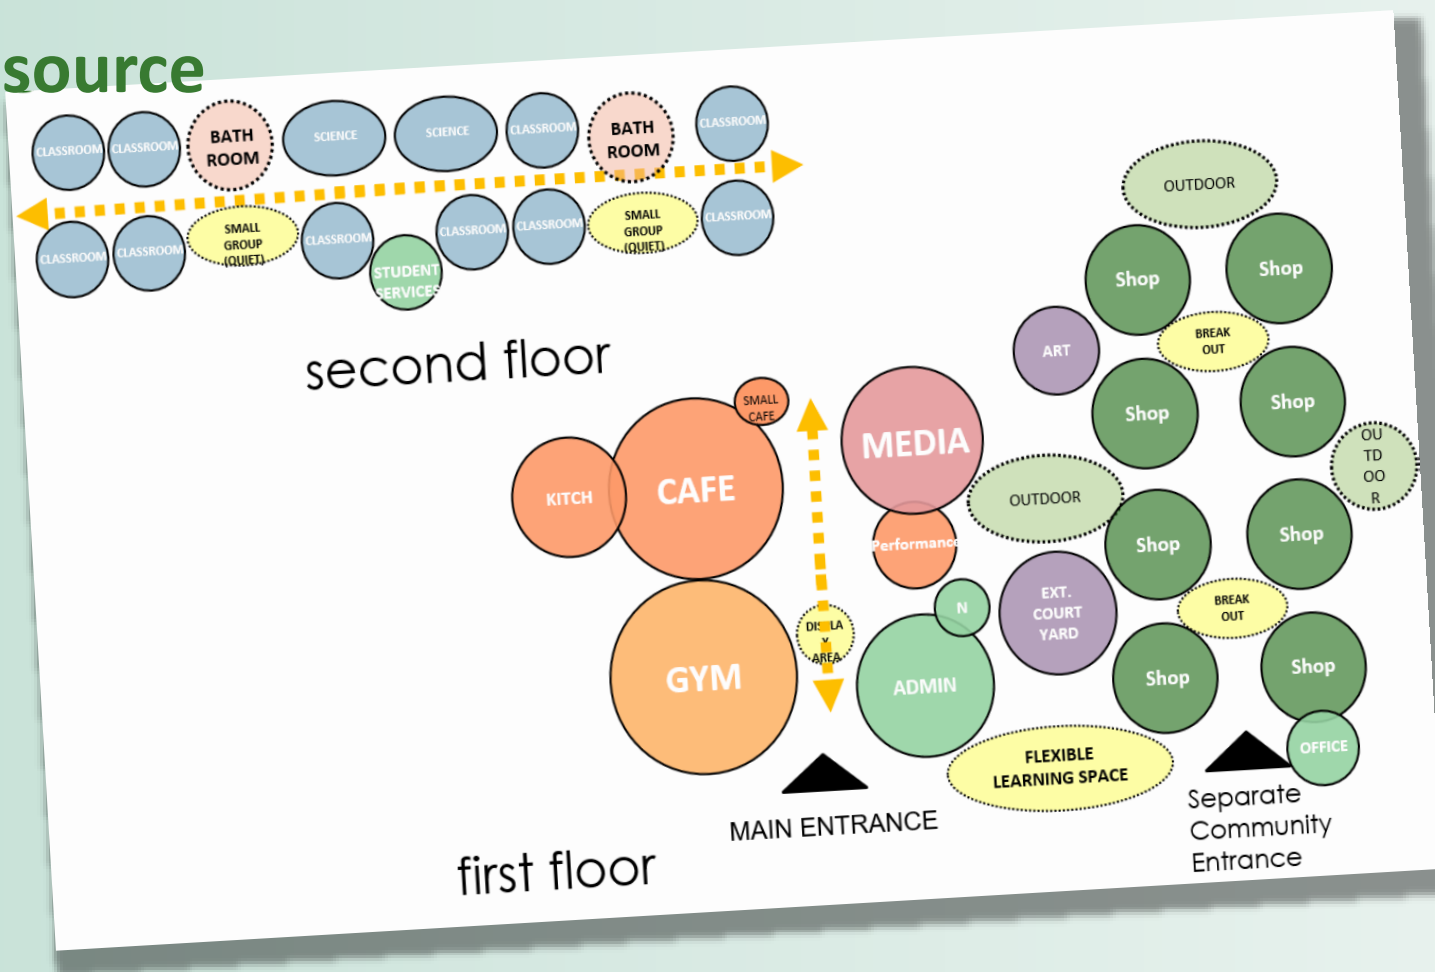 source
CLASSROOM
CLASSROOM
BATH
ROOM
SCIENCE
SCIENCE
CLASSROOM
BATH
ROOM
CLASSROOM
CLASSROOM
CLASSROOM
SMALL
GROUP
(QUIET)
CLASSROOM
STUDENT
SERVICES
CLASSROOM
CLASSROOM
SMALL
GROUP
(QUIET)
CLASSROOM
second floor
OUTDOOR
Shop
Shop
BREAK
OUT
ART
Shop
Shop
SMALL
CAFE
KITCH
CAFE
MEDIA
OUTDOOR
OU
TD
OO
R
Performance
Shop
Shop
N
EXT.
COURT
YARD
BREAK
OUT
DISPLA
Y
AREA
GYM
ADMIN
Shop
Shop
FLEXIBLE
LEARNING SPACE
OFFICE
MAIN ENTRANCE
Separate
Community
Entrance
first floor